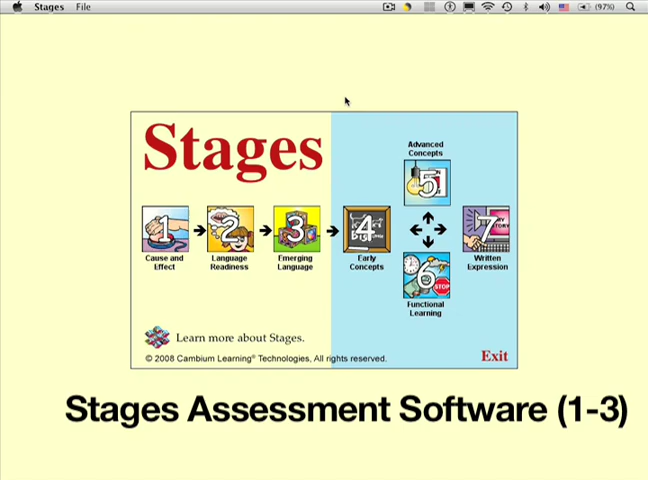 Stages File (97%)
Stages
Advanced
Concepts
5
1 2 3 4 7
Cause and
Effect
Language
Readiness
Emerging
Language
Early
Concepts
Written
Expression
6
STOP
Functional
Learning
Learn more about Stages.
© 2008 Cambium Learning® Technologies, All rights reserved.
Exit
Stages Assessment Software (1-3)